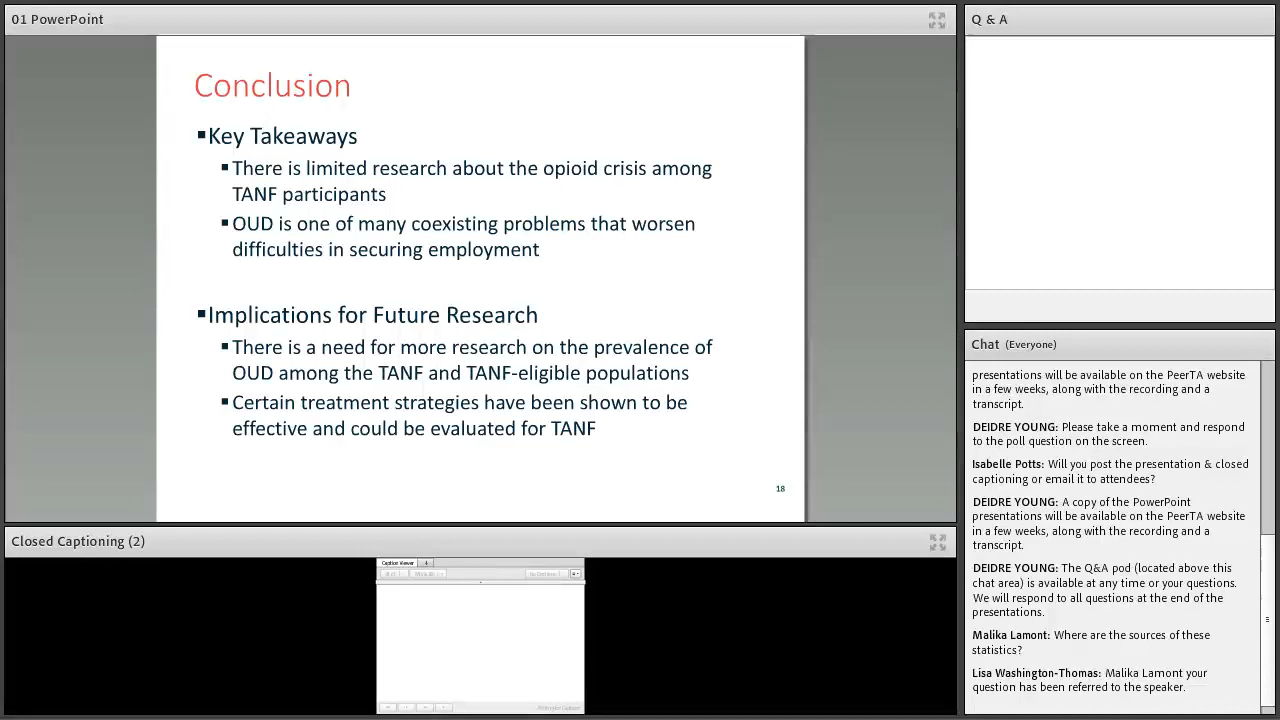 01 PowerPoint
Conclusion
▪Key Takeaways
▪There is limited research about the opioid crisis among
TANF participants
▪OUD is one of many coexisting problems that worsen
difficulties in securing employment
▪Implications for Future Research
▪There is a need for more research on the prevalence of
OUD among the TANF and TANF-eligible populations
▪Certain treatment strategies have been shown to be
effective and could be evaluated for TANF
18
Closed Captioning (2)
Caption Viewer
Q & A
Chat (Everyone)
presentations will be available on the PeerTA website
in a few weeks, along with the recording and a
transcript.
DEIDRE YOUNG: Please take a moment and respond
to the poll question on the screen.
Isabelle Potts: Will you post the presentation & closed
captioning or email it to attendees?
DEIDRE YOUNG: A copy of the PowerPoint
presentations will be available on the PeerTA website
in a few weeks, along with the recording and a
transcript.
DEIDRE YOUNG: The Q&A pod (located above this
chat area) is available at any time or your questions.
We will respond to all questions at the end of the
presentations.
Malika Lamont: Where are the sources of these
statistics?
Lisa Washington-Thomas: Malika Lamont your
question has been referred to the speaker.